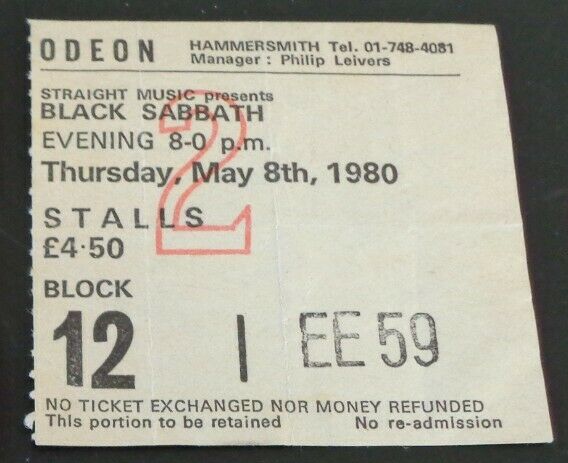 ODEON HAMMERSMITH Tel. 01-748-4081
Manager : Philip Leivers
STRAIGHT MUSIC presents
BLACK SABBATH
EVENING 8-0 p.m.
Thursday, May 8th, 1980
2
STALLS
£4·50
BLOCK
12 | EE 59
NO TICKET EXCHANGED NOR MONEY REFUNDED
This portion to be retained No re-admission